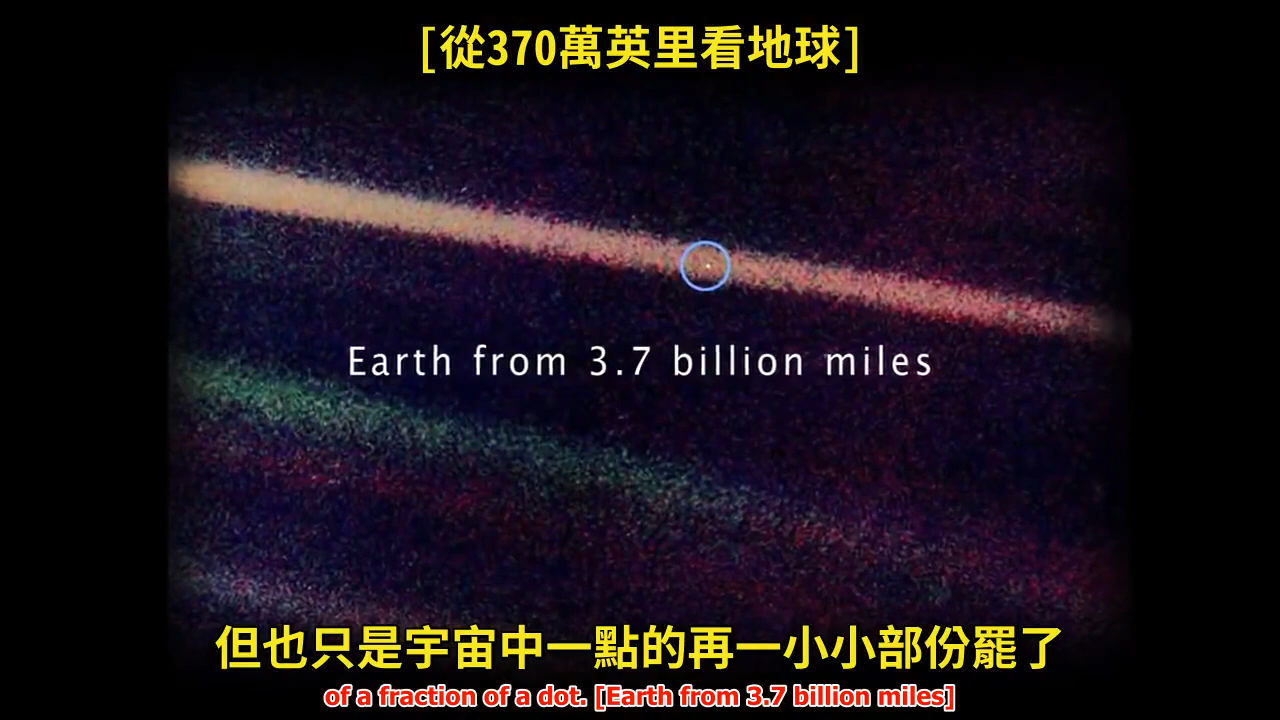 [從370萬英里看地球]
Earth from 3.7 billion miles
但也只是宇宙中一點的再一小小部份罷了
of a fraction of a dot. [Earth from 3.7 billion miles]